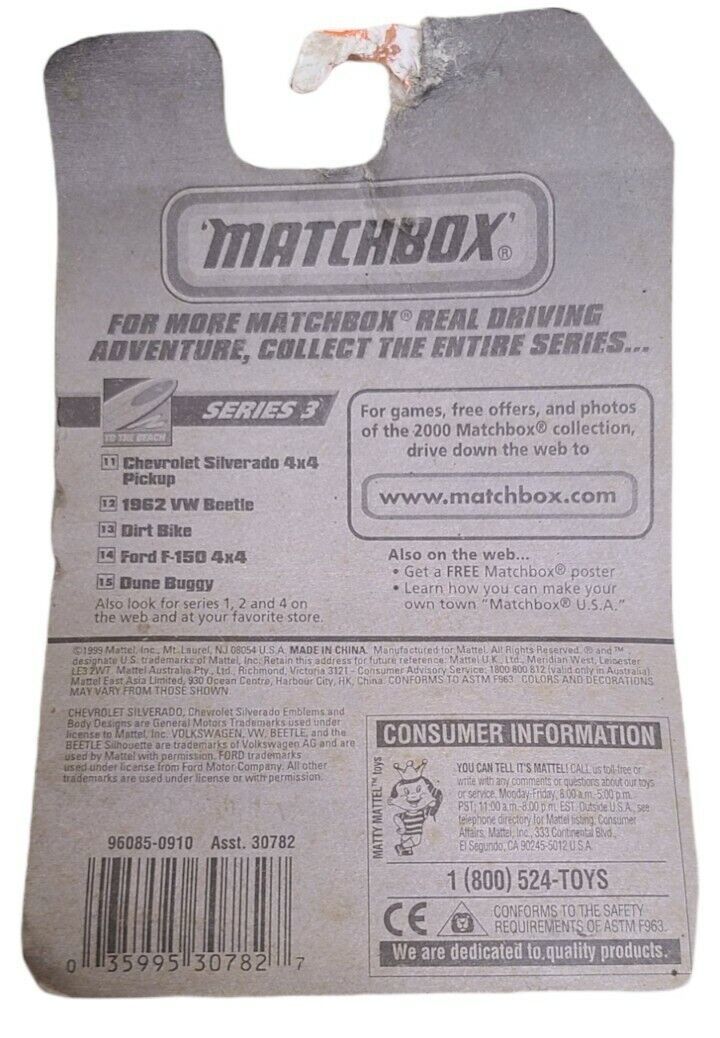 'MATCHBOX'®
FOR MORE MATCHBOX® REAL DRIVING
ADVENTURE, COLLECT THE ENTIRE SERIES...
TO THE BEACH
SERIES 3
11 Chevrolet Silverado 4x4
Pickup
12 1962 VW Beetle
13 Dirt Bike
14 Ford F-150 4x4
15 Dune Buggy
Also look for series 1, 2 and 4 on
the web and at your favorite store.
For games, free offers, and photos
of the 2000 Matchbox® collection,
drive down the web to
www.matchbox.com
Also on the web...
• Get a FREE Matchbox® poster
• Learn how you can make your
own town "Matchbox® U.S.A."
©1999 Mattel, Inc., Mt. Laurel, NJ 08054 U.S.A. MADE IN CHINA. Manufactured for Mattel. All Rights Reserved. ® and ™
designate U.S. trademarks of Mattel, Inc. Retain this address for future reference: Mattel U.K., Ltd., Meridian West, Leicester
LE3 2WT. Mattel Australia Pty., Ltd., Richmond, Victoria 3121 - Consumer Advisory Service: 1800 800 812 (valid only in Australia).
Mattel East Asia Limited, 930 Ocean Centre, Harbour City, HK, China. CONFORMS TO ASTM F963. COLORS AND DECORATIONS
MAY VARY FROM THOSE SHOWN.
CHEVROLET SILVERADO, Chevrolet Silverado Emblems and
Body Designs are General Motors Trademarks used under
license to Mattel, Inc. VOLKSWAGEN, VW, BEETLE, and the
BEETLE Silhouette are trademarks of Volkswagen AG and are
used by Mattel with permission. FORD trademarks
used under license from Ford Motor Company. All other
trademarks are used under license or with permission.
96085-0910 Asst. 30782
0 35995 30782 7
CONSUMER INFORMATION
MATTY MATTEL™ toys
YOU CAN TELL IT'S MATTEL! CALL us toll-free or
write with any comments or questions about our toys
or service. Monday-Friday, 8:00 a.m.-5:00 p.m.
PST; 11:00 a.m.-8:00 p.m. EST. Outside U.S.A., see
telephone directory for Mattel listing. Consumer
Affairs, Mattel, Inc., 333 Continental Blvd.,
El Segundo, CA 90245-5012 U.S.A.
1 (800) 524-TOYS
CE
CONFORMS TO THE SAFETY
REQUIREMENTS OF ASTM F963.
We are dedicated to quality products.